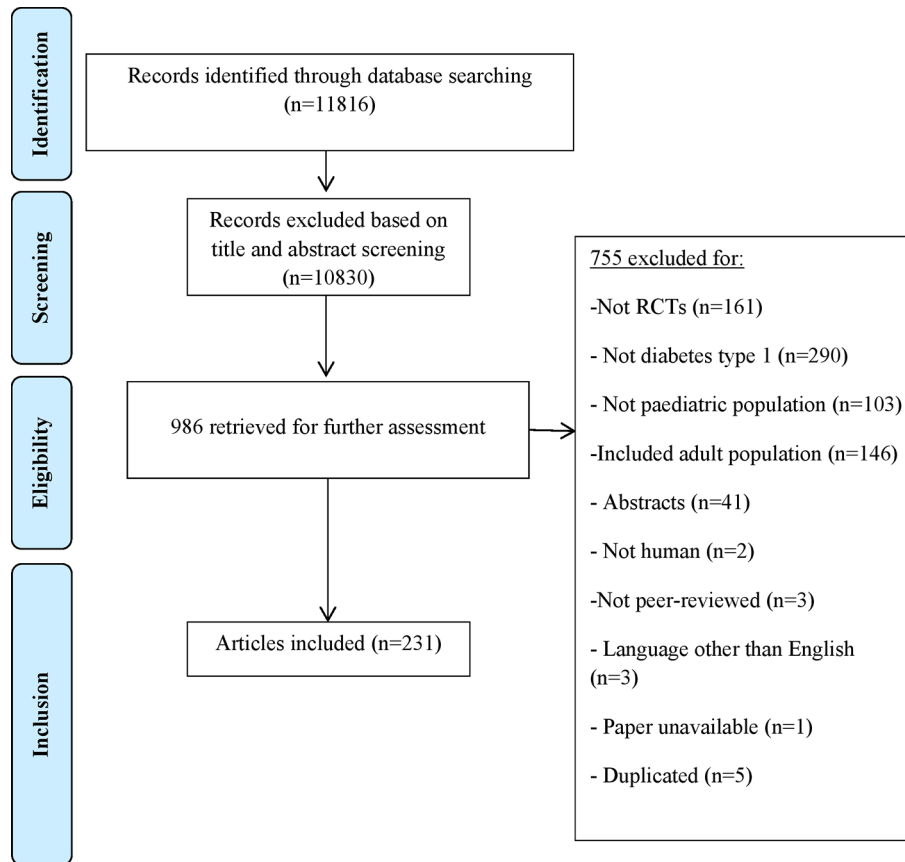 Identification
Records identified through database searching
(n=11816)
Screening
Records excluded based on
title and abstract screening
(n=10830)
Eligibility
986 retrieved for further assessment
755 excluded for:
-Not RCTs (n=161)
- Not diabetes type 1 (n=290)
- Not paediatric population (n=103)
-Included adult population (n=146)
- Abstracts (n=41)
- Not human (n=2)
-Not peer-reviewed (n=3)
- Language other than English
(n=3)
- Paper unavailable (n=1)
- Duplicated (n=5)
Inclusion
Articles included (n=231)